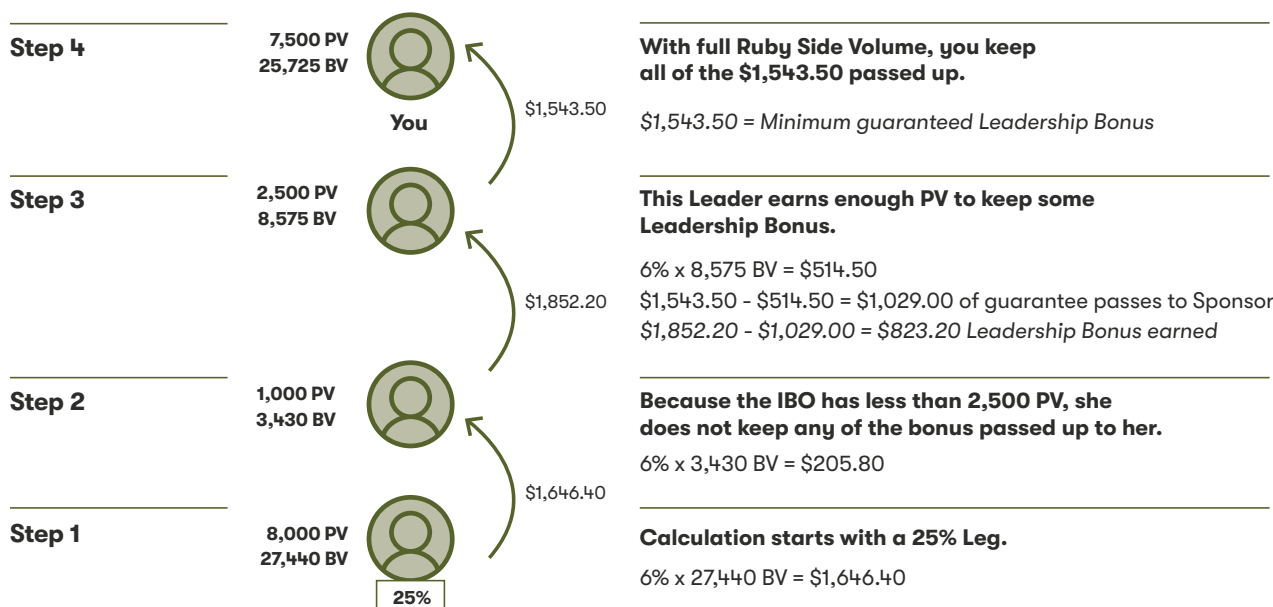 Step 4
7,500 PV
25,725 BV
You
$1,543.50
With full Ruby Side Volume, you keep
all of the $1,543.50 passed up.
$1,543.50 = Minimum guaranteed Leadership Bonus
Step 3
2,500 PV
8,575 BV
$1,852.20
This Leader earns enough PV to keep some
Leadership Bonus.
6% x 8,575 BV = $514.50
$1,543.50 - $514.50 = $1,029.00 of guarantee passes to Sponsor
$1,852.20 - $1,029.00 = $823.20 Leadership Bonus earned
Step 2
1,000 PV
3,430 BV
$1,646.40
Because the IBO has less than 2,500 PV, she
does not keep any of the bonus passed up to her.
6% x 3,430 BV = $205.80
Step 1
8,000 PV
27,440 BV
25%
Calculation starts with a 25% Leg.
6% x 27,440 BV = $1,646.40